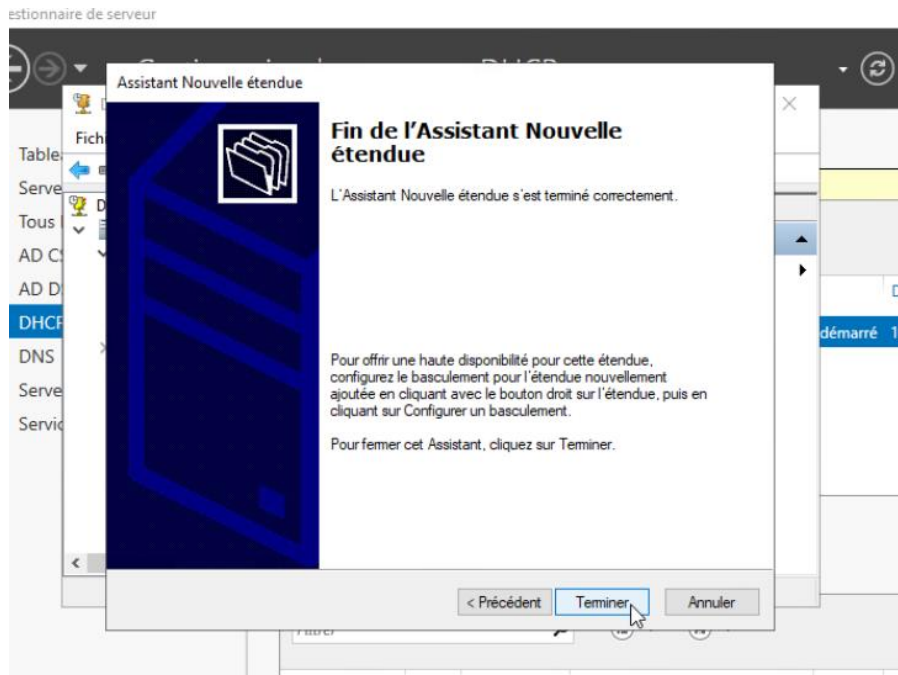 estionnaire de serveur
Assistant Nouvelle étendue
Fin de l'Assistant Nouvelle
étendue
L'Assistant Nouvelle étendue s'est terminé correctement.
Pour offrir une haute disponibilité pour cette étendue,
configurez le basculement pour l'étendue nouvellement
ajoutée en cliquant avec le bouton droit sur l'étendue, puis en
cliquant sur Configurer un basculement.
Pour fermer cet Assistant, cliquez sur Terminer.
< Précédent
Terminer
Annuler
Fichi
Table
Serve
Tous
AD C
AD D
DHCP
DNS
Serve
Servic
démarré 1